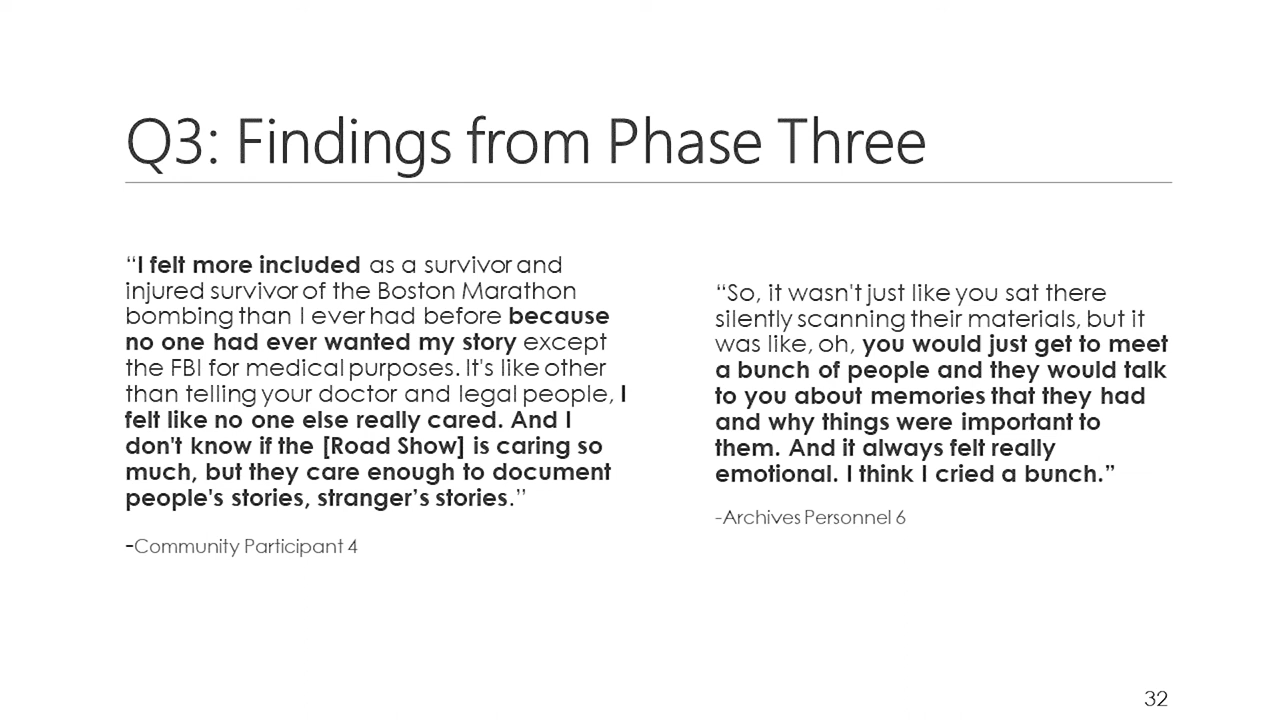 Q3: Findings from Phase Three
“I felt more included as a survivor and
injured survivor of the Boston Marathon
bombing than I ever had before because
no one had ever wanted my story except
the FBI for medical purposes. It's like other
than telling your doctor and legal people, I
felt like no one else really cared. And I
don't know if the [Road Show] is caring so
much, but they care enough to document
people's stories, stranger’s stories.”
-Community Participant 4
“So, it wasn't just like you sat there
silently scanning their materials, but it
was like, oh, you would just get to meet
a bunch of people and they would talk
to you about memories that they had
and why things were important to
them. And it always felt really
emotional. I think I cried a bunch.”
-Archives Personnel 6
32